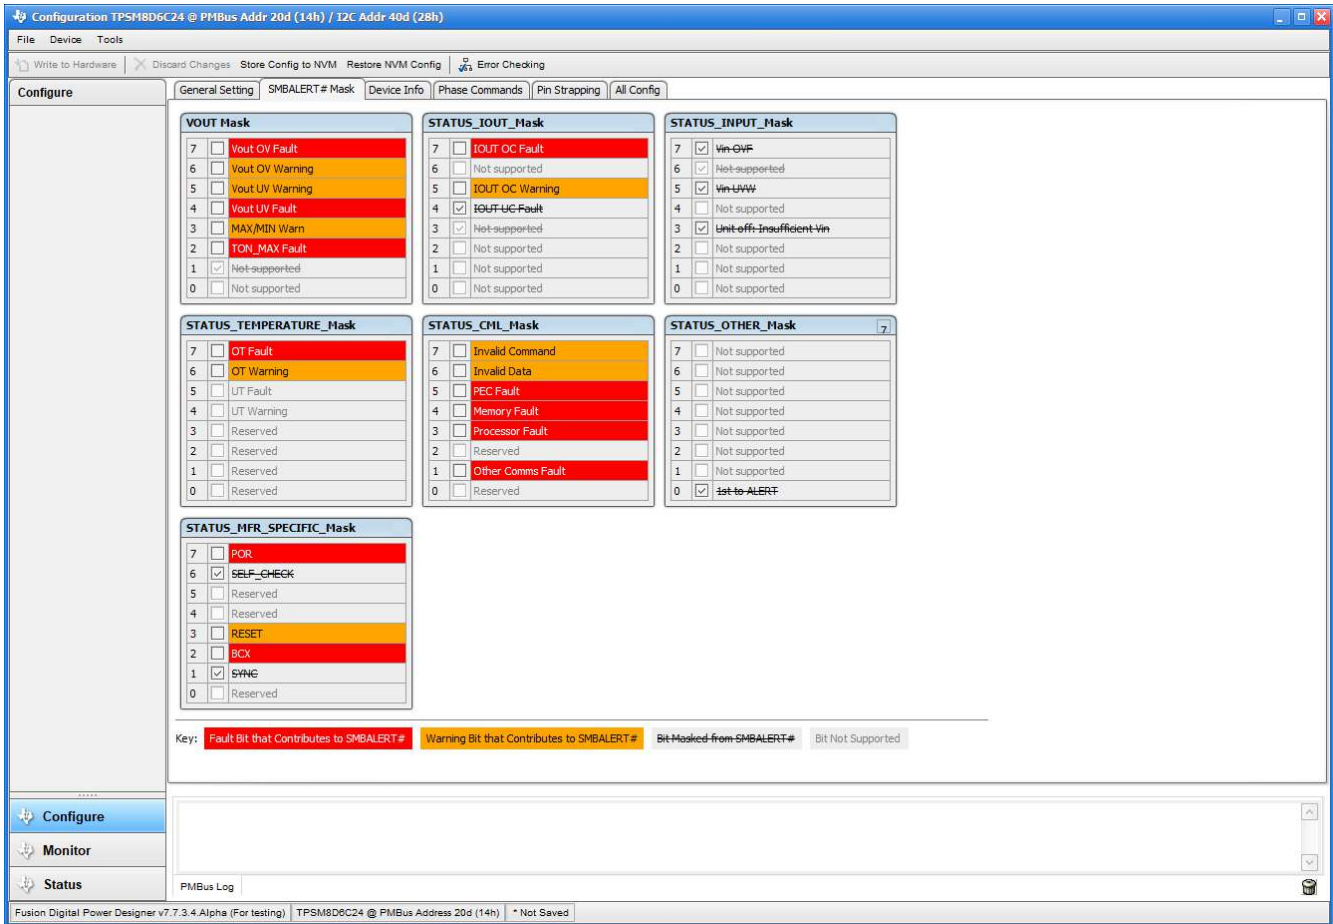 Configuration TPSM8D6C24 @ PMBus Addr 20d (14h) / I2C Addr 40d (28h)
File Device Tools
Write to Hardware Discard Changes Store Config to NVM Restore NVM Config Error Checking
Configure
General Setting SMBALERT# Mask Device Info Phase Commands Pin Strapping All Config
VOUT Mask
7 Vout OV Fault
6 Vout OV Warning
5 Vout UV Warning
4 Vout UV Fault
3 MAX/MIN Warn
2 TON_MAX Fault
1 Not supported
0 Not supported
STATUS_IOUT_Mask
7 IOUT OC Fault
6 Not supported
5 IOUT OC Warning
4 IOUT UC Fault
3 Not supported
2 Not supported
1 Not supported
0 Not supported
STATUS_INPUT_Mask
7 Vin OVF
6 Not supported
5 Vin UVW
4 Not supported
3 Unit off: Insufficient Vin
2 Not supported
1 Not supported
0 Not supported
STATUS_TEMPERATURE_Mask
7 OT Fault
6 OT Warning
5 UT Fault
4 UT Warning
3 Reserved
2 Reserved
1 Reserved
0 Reserved
STATUS_CML_Mask
7 Invalid Command
6 Invalid Data
5 PEC Fault
4 Memory Fault
3 Processor Fault
2 Reserved
1 Other Comms Fault
0 Reserved
STATUS_OTHER_Mask 7
7 Not supported
6 Not supported
5 Not supported
4 Not supported
3 Not supported
2 Not supported
1 Not supported
0 1st to ALERT
STATUS_MFR_SPECIFIC_Mask
7 POR
6 SELF_CHECK
5 Reserved
4 Reserved
3 RESET
2 BCX
1 SYNC
0 Reserved
Key: Fault Bit that Contributes to SMBALERT# Warning Bit that Contributes to SMBALERT# Bit Masked from SMBALERT# Bit Not Supported
Configure
Monitor
Status
PMBus Log
Fusion Digital Power Designer v7.7.3.4.Alpha (For testing) TPSM8D6C24 @ PMBus Address 20d (14h) * Not Saved